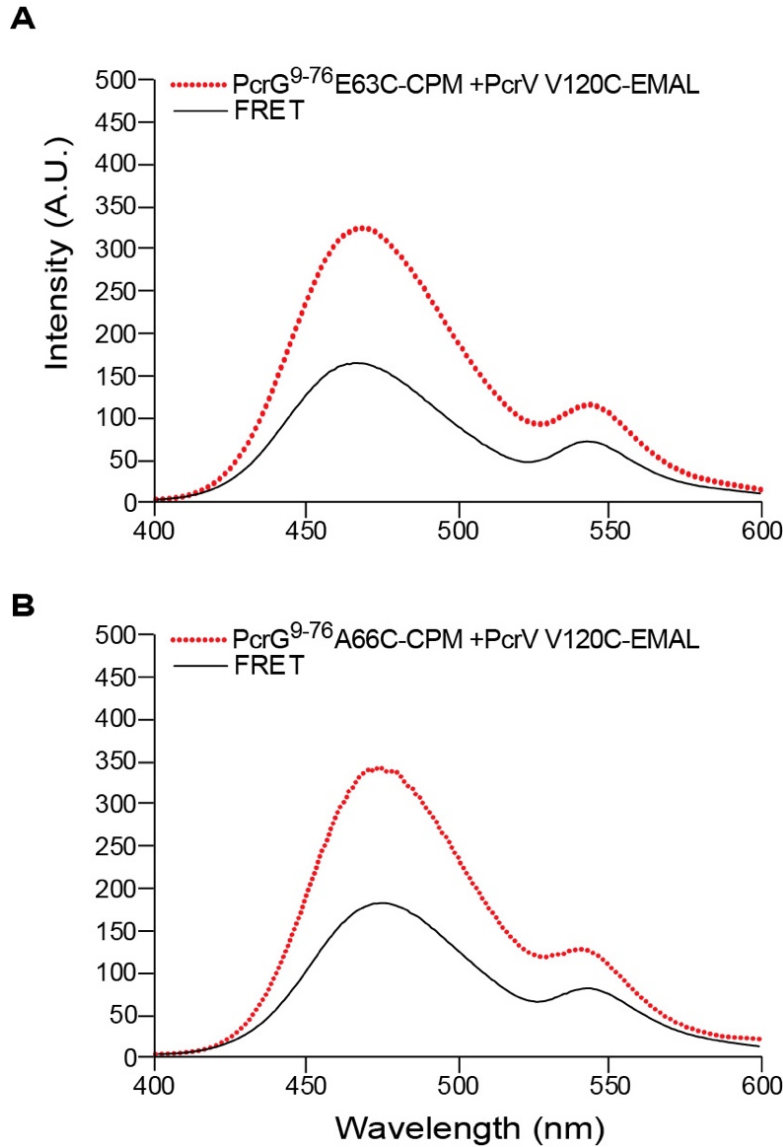 A
500
PcrG9-76E63C-CPM +PcrV V120C-EMAL
450
FRET
400
350
300
250
200
150
100
50
0
Intensity (A.U.)
400 450 500 550 600
B
500
PcrG9-76A66C-CPM +PcrV V120C-EMAL
450
FRET
400
350
300
250
200
150
100
50
0
400 450 500 550 600
Wavelength (nm)